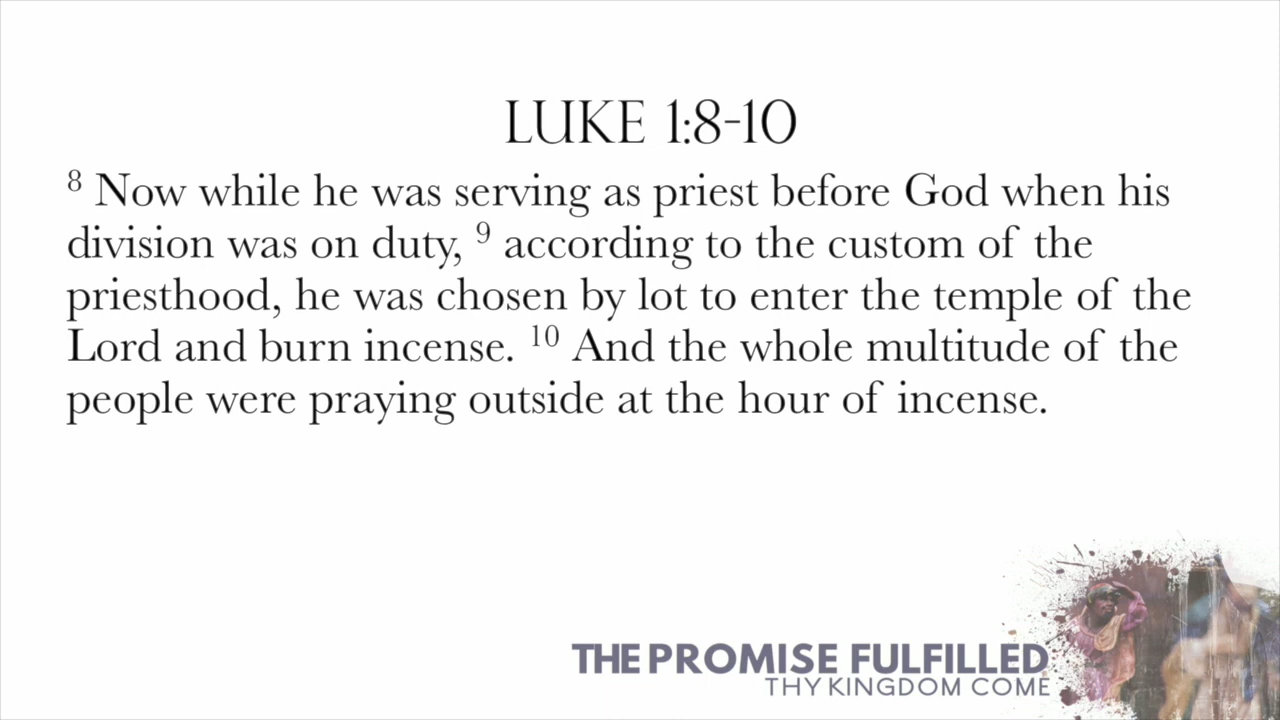 LUKE 1:8-10
8 Now while he was serving as priest before God when his
division was on duty, 9 according to the custom of the
priesthood, he was chosen by lot to enter the temple of the
Lord and burn incense. 10 And the whole multitude of the
people were praying outside at the hour of incense.
THE PROMISE FULFILLED
THY KINGDOM COME